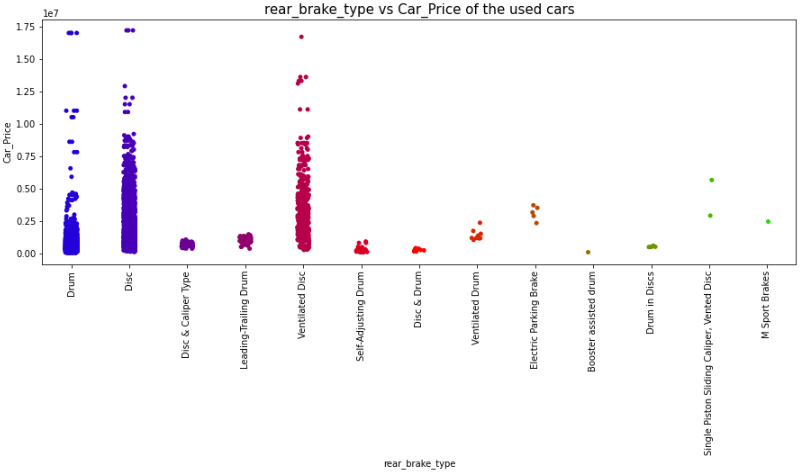 rear_brake_type vs Car_Price of the used cars
1e7
1.75
1.50
1.25
1.00
0.75
0.50
0.25
0.00
Car_Price
Drum
Disc
Disc & Caliper Type
Leading-Trailing Drum
Ventilated Disc
Self-Adjusting Drum
Disc & Drum
Ventilated Drum
Electric Parking Brake
Booster assisted drum
Drum in Discs
Single Piston Sliding Caliper, Vented Disc
M Sport Brakes
rear_brake_type